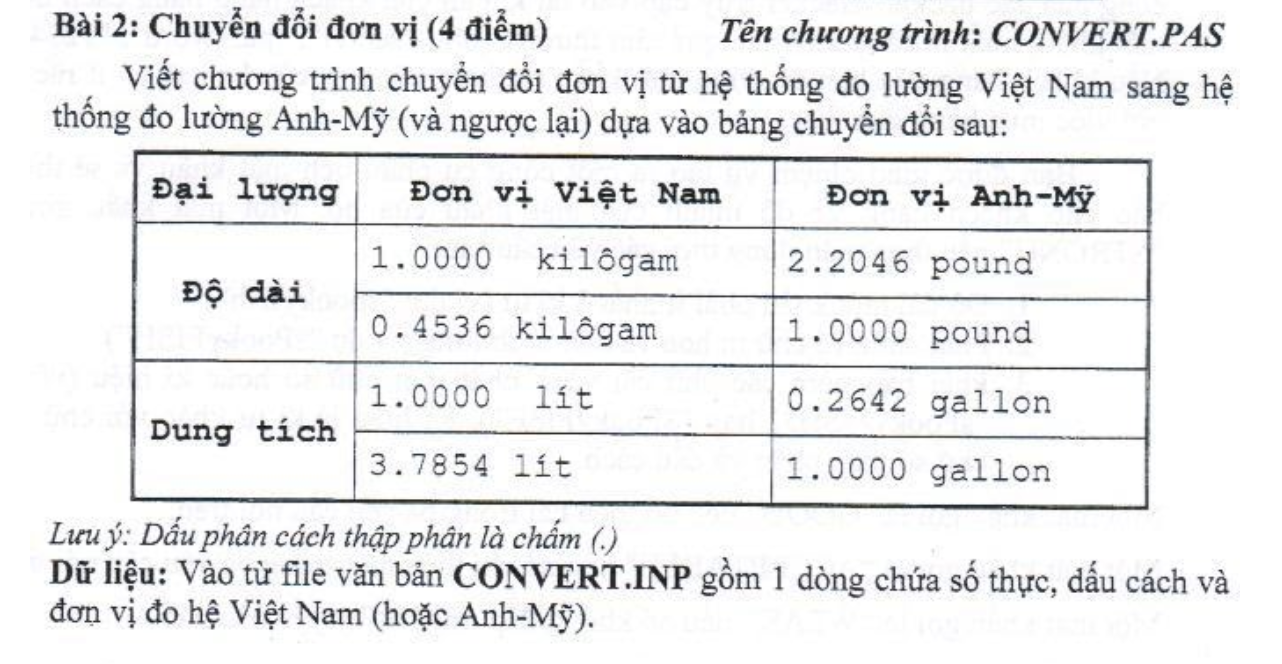 Bài 2: Chuyển đổi đơn vị (4 điểm) Tên chương trình: CONVERT.PAS
Viết chương trình chuyển đổi đơn vị từ hệ thống đo lường Việt Nam sang hệ
thống đo lường Anh-Mỹ (và ngược lại) dựa vào bảng chuyển đổi sau:
Đại lượng Đơn vị Việt Nam Đơn vị Anh-Mỹ
Độ dài
1.0000 kilôgam 2.2046 pound
0.4536 kilôgam 1.0000 pound
Dung tích
1.0000 lít 0.2642 gallon
3.7854 lít 1.0000 gallon
Lưu ý: Dấu phân cách thập phân là chấm (.)
Dữ liệu: Vào từ file văn bản CONVERT.INP gồm 1 dòng chứa số thực, dấu cách và
đơn vị đo hệ Việt Nam (hoặc Anh-Mỹ).